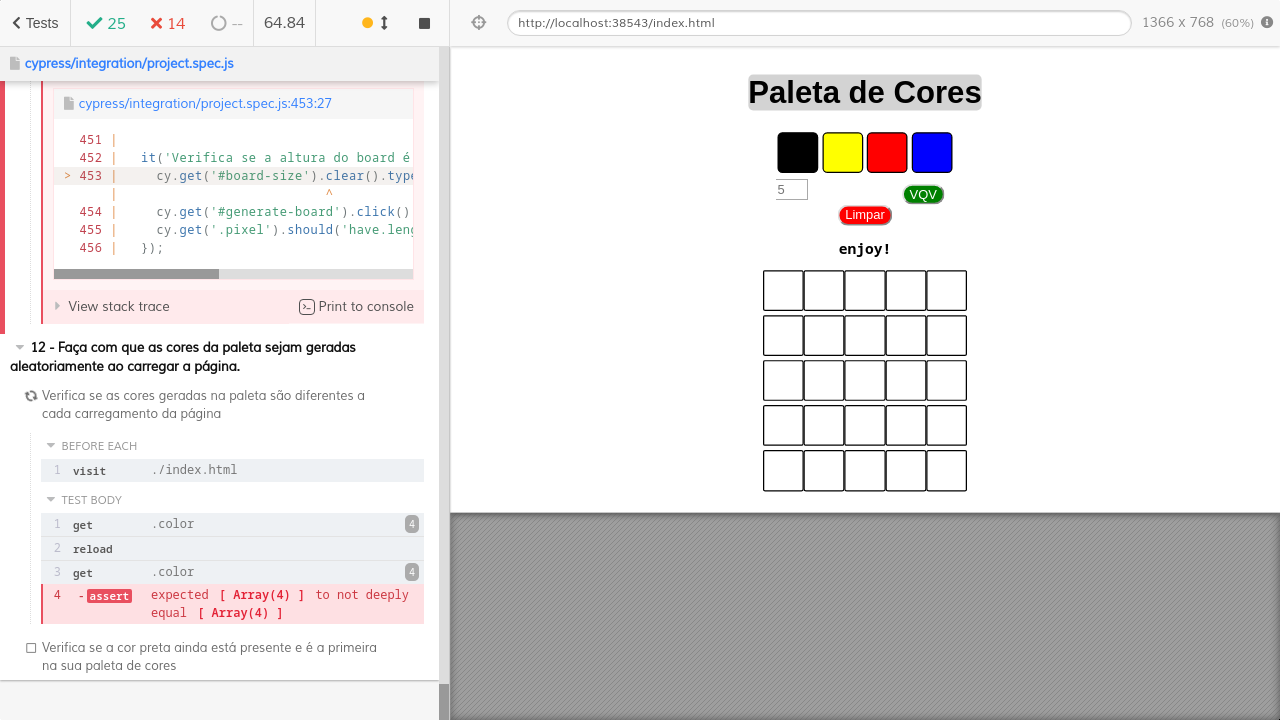 Tests
25
14
--
64.84
http://localhost:38543/index.html
1366 x 768 (60%)
cypress/integration/project.spec.js
cypress/integration/project.spec.js:453:27
451 |
452 | it('Verifica se a altura do board é
> 453 | cy.get('#board-size').clear().type
| ^
454 | cy.get('#generate-board').click()
455 | cy.get('.pixel').should('have.leng
456 | });
View stack trace
Print to console
12 - Faça com que as cores da paleta sejam geradas
aleatoriamente ao carregar a página.
Verifica se as cores geradas na paleta são diferentes a
cada carregamento da página
BEFORE EACH
1 visit ./index.html
TEST BODY
1 get .color 4
2 reload
3 get .color 4
4 -assert expected [ Array(4) ] to not deeply
equal [ Array(4) ]
Verifica se a cor preta ainda está presente e é a primeira
na sua paleta de cores
Paleta de Cores
5
VQV
Limpar
enjoy!